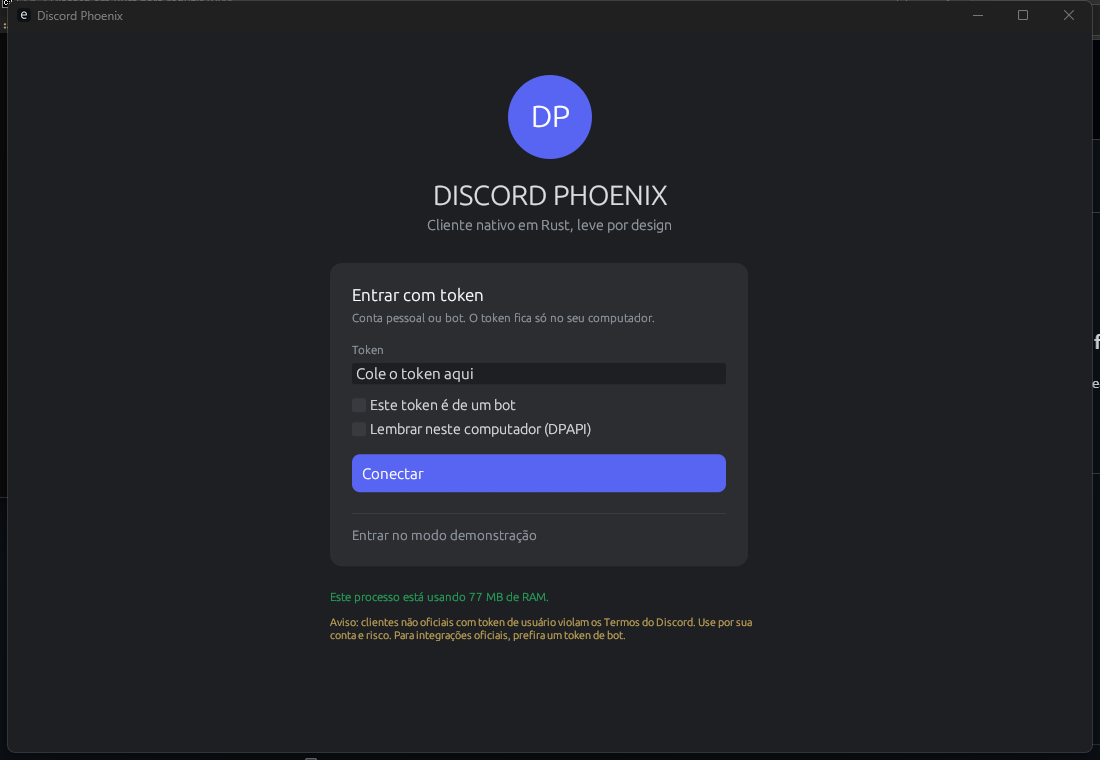 e Discord Phoenix
DP
DISCORD PHOENIX
Cliente nativo em Rust, leve por design
Entrar com token
Conta pessoal ou bot. O token fica só no seu computador.
Token
Cole o token aqui
Este token é de um bot
Lembrar neste computador (DPAPI)
Conectar
Entrar no modo demonstração
Este processo está usando 77 MB de RAM.
Aviso: clientes não oficiais com token de usuário violam os Termos do Discord. Use por sua
conta e risco. Para integrações oficiais, prefira um token de bot.